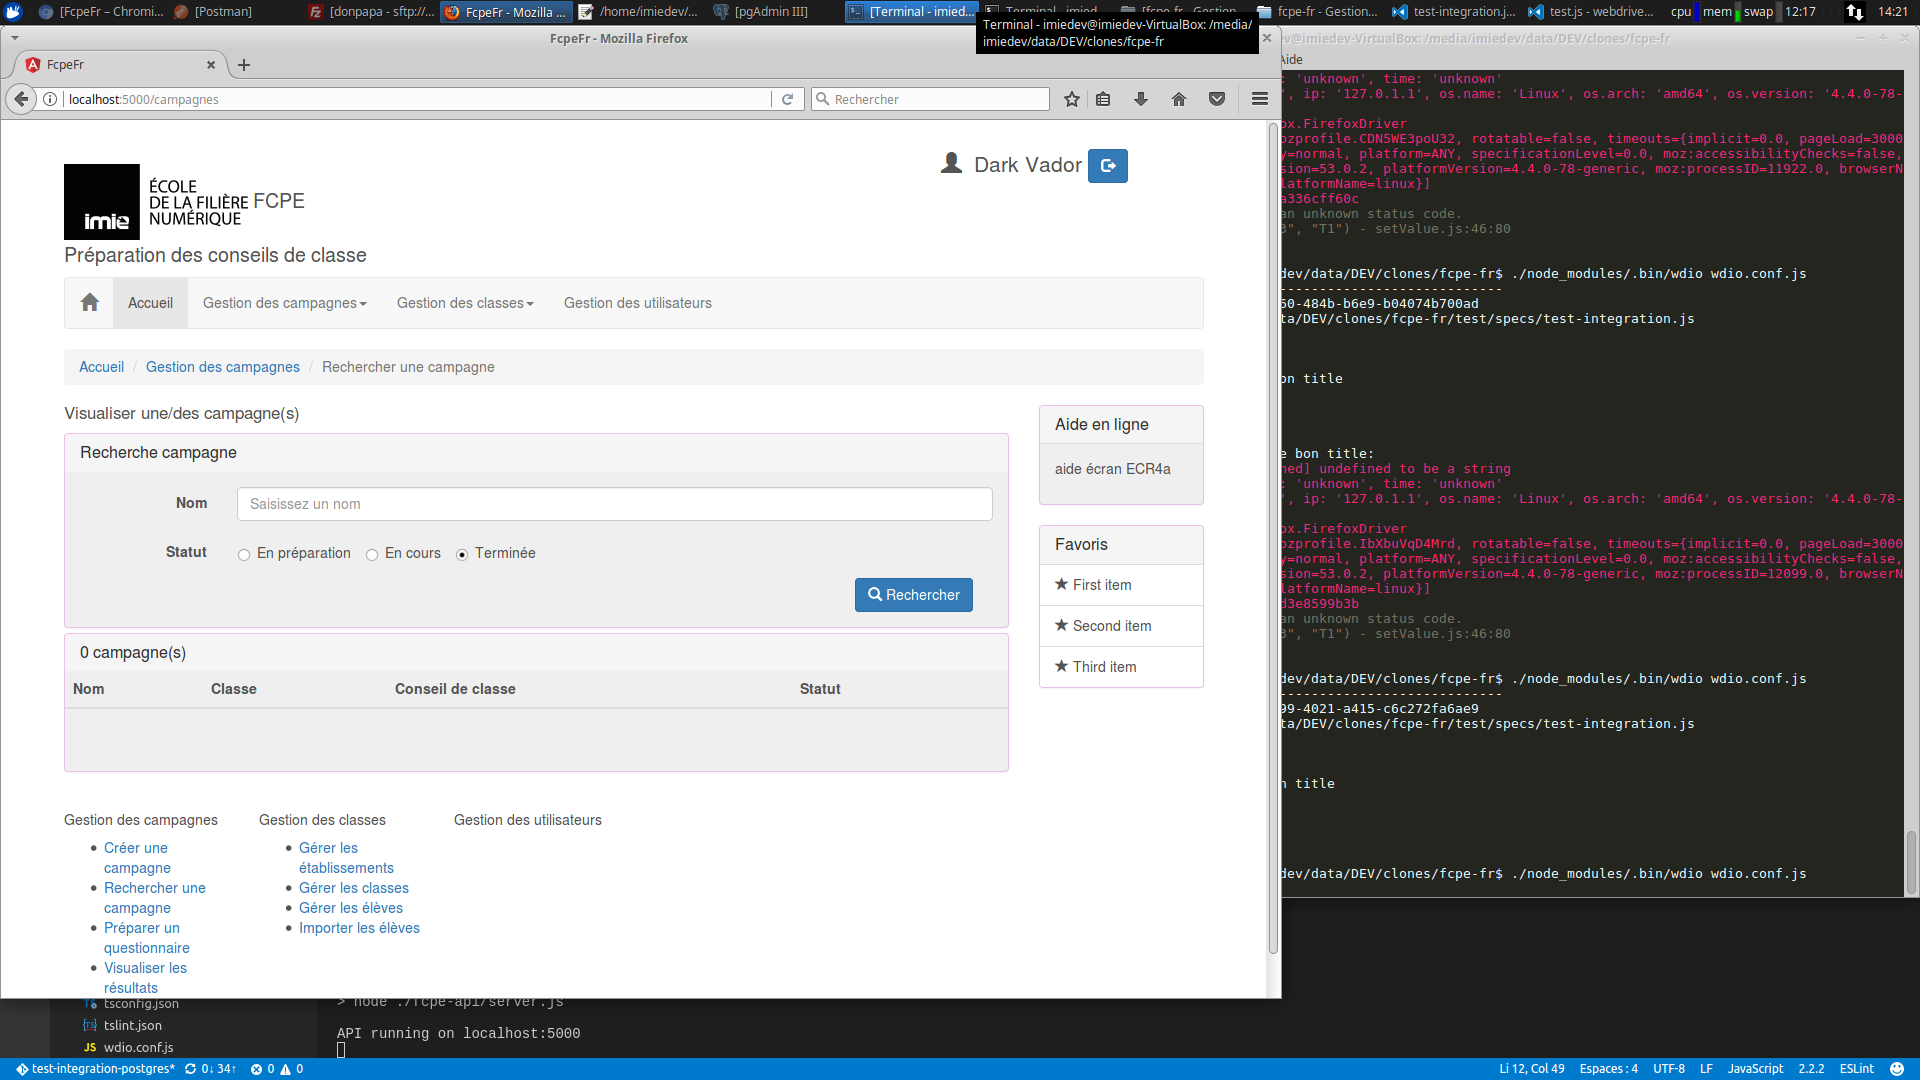 [FcpeFr – Chromi...
[Postman]
[donpapa - sftp://...
FcpeFr - Mozilla ...
/home/imiedev/...
[pgAdmin III]
[Terminal - imied...
Terminal - imied...
[fcpe-fr - Gestion...
fcpe-fr - Gestion...
test-integration.j...
test.js - webdrive...
cpu
mem
swap
12:17
14:21
Terminal - imiedev@imiedev-VirtualBox: /media/
imiedev/data/DEV/clones/fcpe-fr
FcpeFr - Mozilla Firefox
FcpeFr
localhost:5000/campagnes
Rechercher
imie
ÉCOLE
DE LA FILIÈRE
NUMÉRIQUE
FCPE
Dark Vador
Préparation des conseils de classe
Accueil
Gestion des campagnes
Gestion des classes
Gestion des utilisateurs
Accueil / Gestion des campagnes / Rechercher une campagne
Visualiser une/des campagne(s)
Recherche campagne
Nom
Saisissez un nom
Statut
En préparation
En cours
Terminée
Rechercher
0 campagne(s)
Nom
Classe
Conseil de classe
Statut
Aide en ligne
aide écran ECR4a
Favoris
First item
Second item
Third item
Gestion des campagnes
Créer une
campagne
Rechercher une
campagne
Préparer un
questionnaire
Visualiser les
résultats
Gestion des classes
Gérer les
établissements
Gérer les classes
Gérer les élèves
Importer les élèves
Gestion des utilisateurs
ev@imiedev-VirtualBox: /media/imiedev/data/DEV/clones/fcpe-fr
Aide
: 'unknown', time: 'unknown'
', ip: '127.0.1.1', os.name: 'Linux', os.arch: 'amd64', os.version: '4.4.0-78-
ox.FirefoxDriver
ozprofile.CDN5WE3poU32, rotatable=false, timeouts={implicit=0.0, pageLoad=3000
y=normal, platform=ANY, specificationLevel=0.0, moz:accessibilityChecks=false,
sion=53.0.2, platformVersion=4.4.0-78-generic, moz:processID=11922.0, browserN
latformName=linux}]
a336cff60c
an unknown status code.
3", "T1") - setValue.js:46:80
dev/data/DEV/clones/fcpe-fr$ ./node_modules/.bin/wdio wdio.conf.js
----------------------------
60-484b-b6e9-b04074b700ad
ta/DEV/clones/fcpe-fr/test/specs/test-integration.js
on title
e bon title:
ned] undefined to be a string
: 'unknown', time: 'unknown'
', ip: '127.0.1.1', os.name: 'Linux', os.arch: 'amd64', os.version: '4.4.0-78-
ox.FirefoxDriver
ozprofile.IbXbuVqD4Mrd, rotatable=false, timeouts={implicit=0.0, pageLoad=3000
y=normal, platform=ANY, specificationLevel=0.0, moz:accessibilityChecks=false,
sion=53.0.2, platformVersion=4.4.0-78-generic, moz:processID=12099.0, browserN
latformName=linux}]
d3e8599b3b
an unknown status code.
3", "T1") - setValue.js:46:80
dev/data/DEV/clones/fcpe-fr$ ./node_modules/.bin/wdio wdio.conf.js
----------------------------
99-4021-a415-c6c272fa6ae9
ta/DEV/clones/fcpe-fr/test/specs/test-integration.js
n title
dev/data/DEV/clones/fcpe-fr$ ./node_modules/.bin/wdio wdio.conf.js
tsconfig.json
tslint.json
wdio.conf.js
> node ./fcpe-api/server.js
API running on localhost:5000
test-integration-postgres*
0↓ 34↑
0
0
Li 12, Col 49
Espaces : 4
UTF-8
LF
JavaScript
2.2.2
ESLint